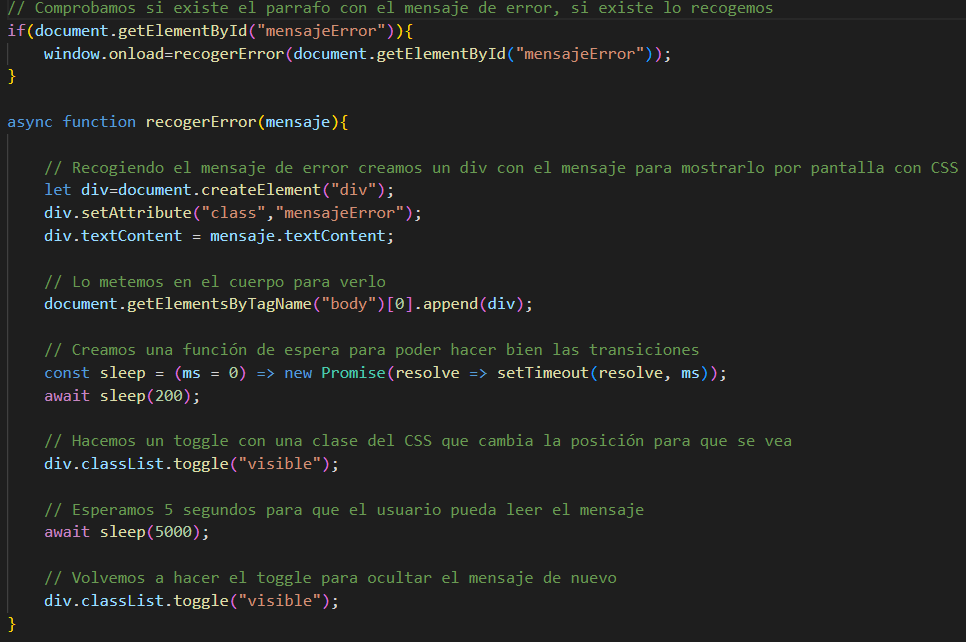 // Comprobamos si existe el parrafo con el mensaje de error, si existe lo recogemos
if(document.getElementById("mensajeError")){
    window.onload=recogerError(document.getElementById("mensajeError"));
}

async function recogerError(mensaje){

    // Recogiendo el mensaje de error creamos un div con el mensaje para mostrarlo por pantalla con CSS
    let div=document.createElement("div");
    div.setAttribute("class","mensajeError");
    div.textContent = mensaje.textContent;

    // Lo metemos en el cuerpo para verlo
    document.getElementsByTagName("body")[0].append(div);

    // Creamos una función de espera para poder hacer bien las transiciones
    const sleep = (ms = 0) => new Promise(resolve => setTimeout(resolve, ms));
    await sleep(200);

    // Hacemos un toggle con una clase del CSS que cambia la posición para que se vea
    div.classList.toggle("visible");

    // Esperamos 5 segundos para que el usuario pueda leer el mensaje
    await sleep(5000);

    // Volvemos a hacer el toggle para ocultar el mensaje de nuevo
    div.classList.toggle("visible");
}